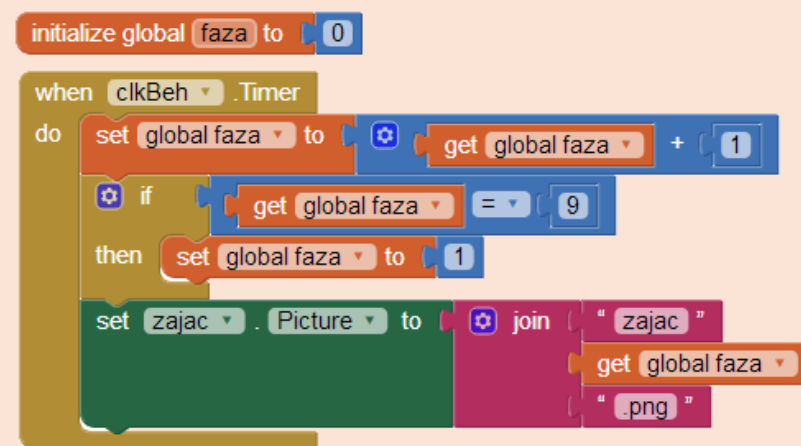 initialize global faza to 0
when clkBeh .Timer
do set global faza to get global faza + 1
if get global faza = 9
then set global faza to 1
set zajac . Picture to join “ zajac ”
get global faza
“ .png ”